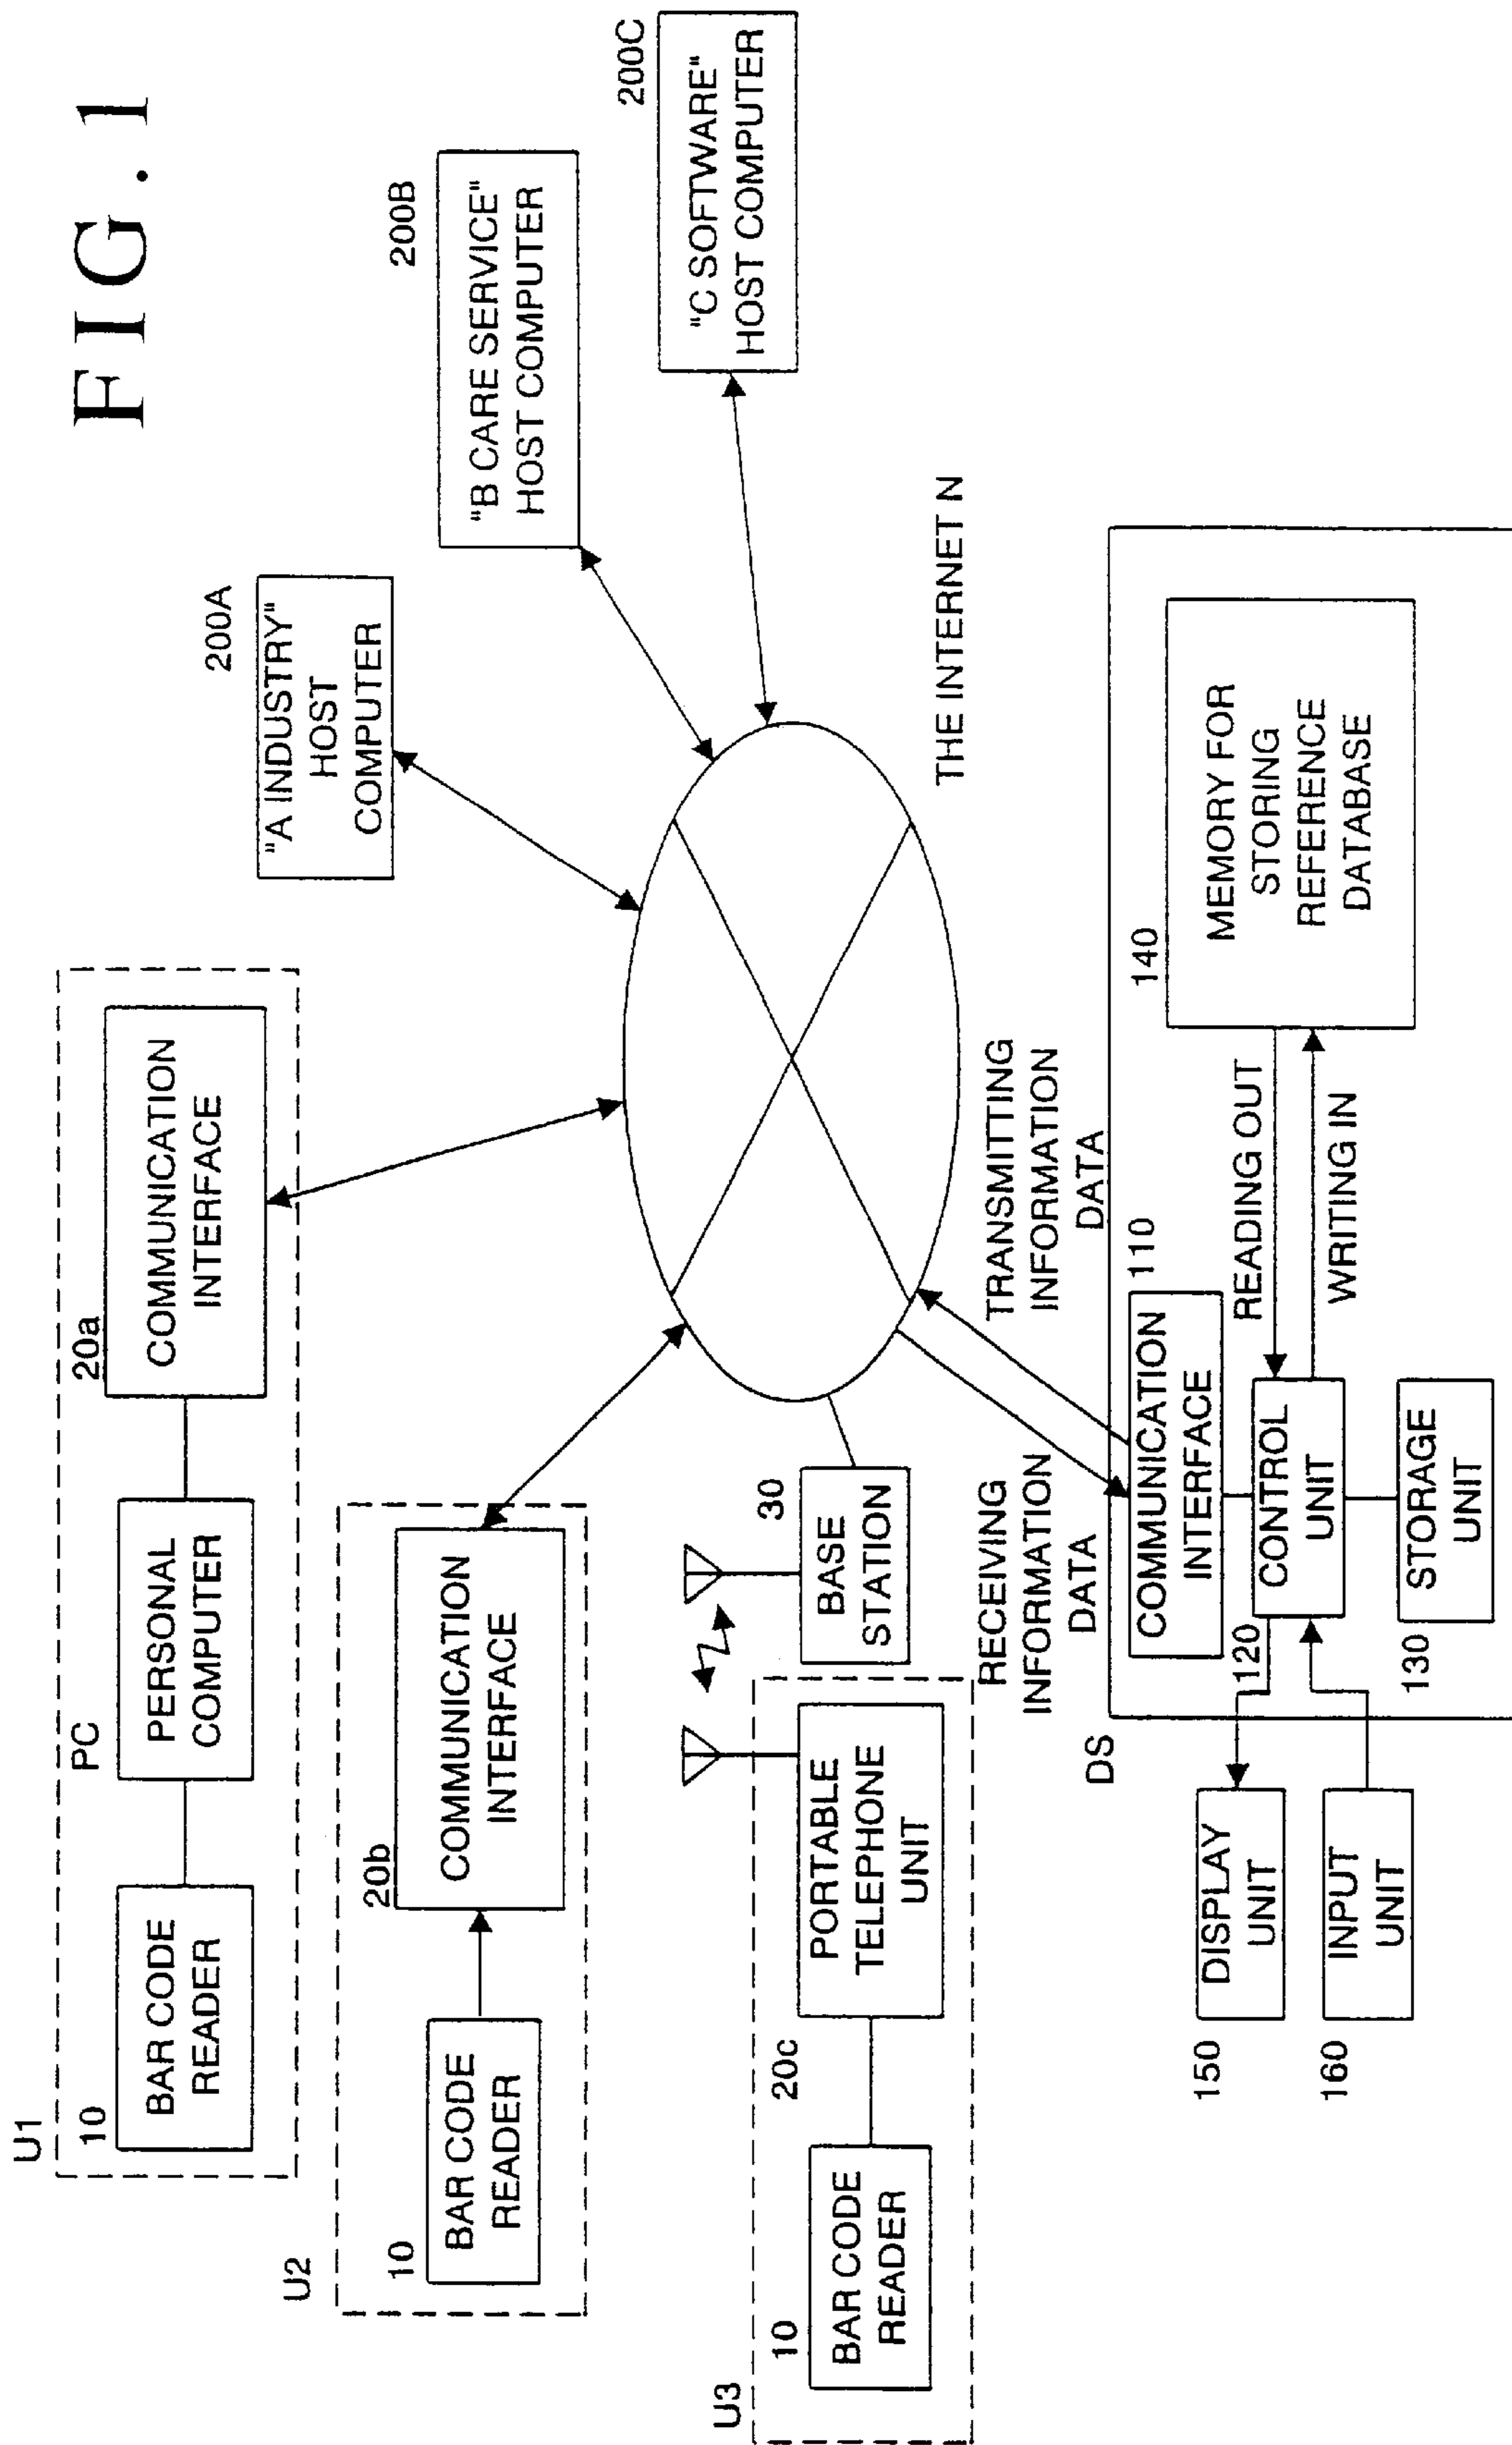 FIG. 1
U1
10
BAR CODE
READER
PC
PERSONAL
COMPUTER
20a
COMMUNICATION
INTERFACE
U2
10
BAR CODE
READER
20b
COMMUNICATION
INTERFACE
U3
10
BAR CODE
READER
20c
PORTABLE
TELEPHONE
UNIT
30
BASE
STATION
200A
"A INDUSTRY"
HOST
COMPUTER
200B
"B CARE SERVICE"
HOST COMPUTER
200C
"C SOFTWARE"
HOST COMPUTER
THE INTERNET N
RECEIVING
INFORMATION
DATA
TRANSMITTING
INFORMATION
DATA
DS
110
COMMUNICATION
INTERFACE
120
CONTROL
UNIT
130
STORAGE
UNIT
READING OUT
WRITING IN
140
MEMORY FOR
STORING
REFERENCE
DATABASE
150
DISPLAY
UNIT
160
INPUT
UNIT